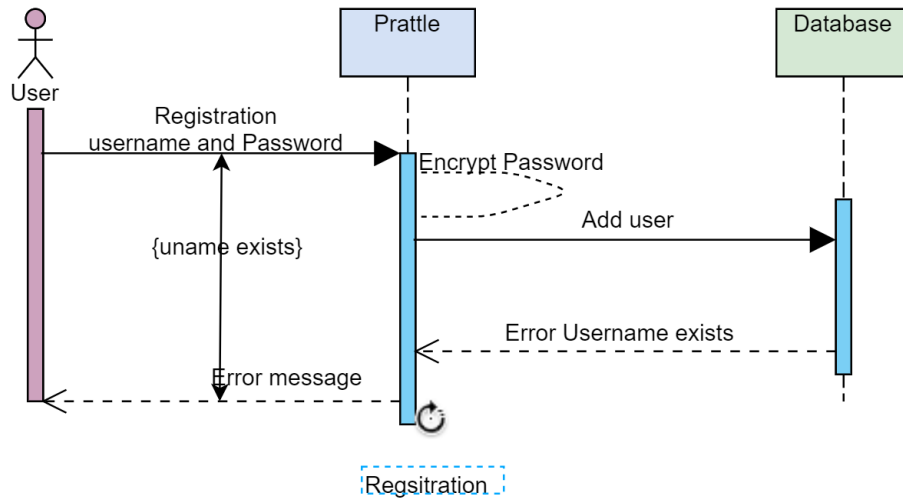 Prattle
Database
User
Registration
username and Password
Encrypt Password
Add user
{uname exists}
Error Username exists
Error message
Regsitration